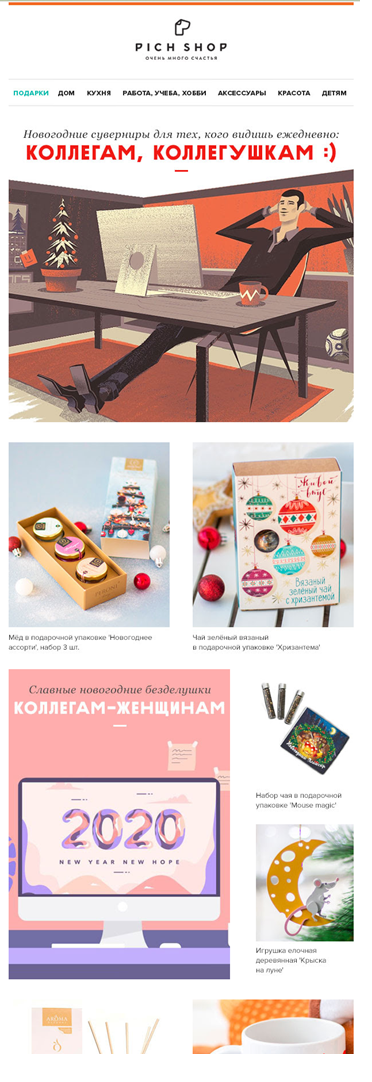 PICH SHOP
ОЧЕНЬ МНОГО СЧАСТЬЯ
ПОДАРКИ ДОМ КУХНЯ РАБОТА, УЧЕБА, ХОББИ АКСЕССУАРЫ КРАСОТА ДЕТЯМ
Новогодние сувениры для тех, кого видишь ежедневно:
КОЛЛЕГАМ, КОЛЛЕГУШКАМ :)
Живой
вкус
Вязаный
зелёный чай
с хризантемой
Мёд в подарочной упаковке 'Новогоднее
ассорти', набор 3 шт.
Чай зелёный вязаный
в подарочной упаковке 'Хризантема'
Славные новогодние безделушки
КОЛЛЕГАМ-ЖЕНЩИНАМ
2020
NEW YEAR NEW HOPE
Набор чая в подарочной
упаковке 'Mouse magic'
Игрушка елочная
деревянная 'Крыска
на луне'